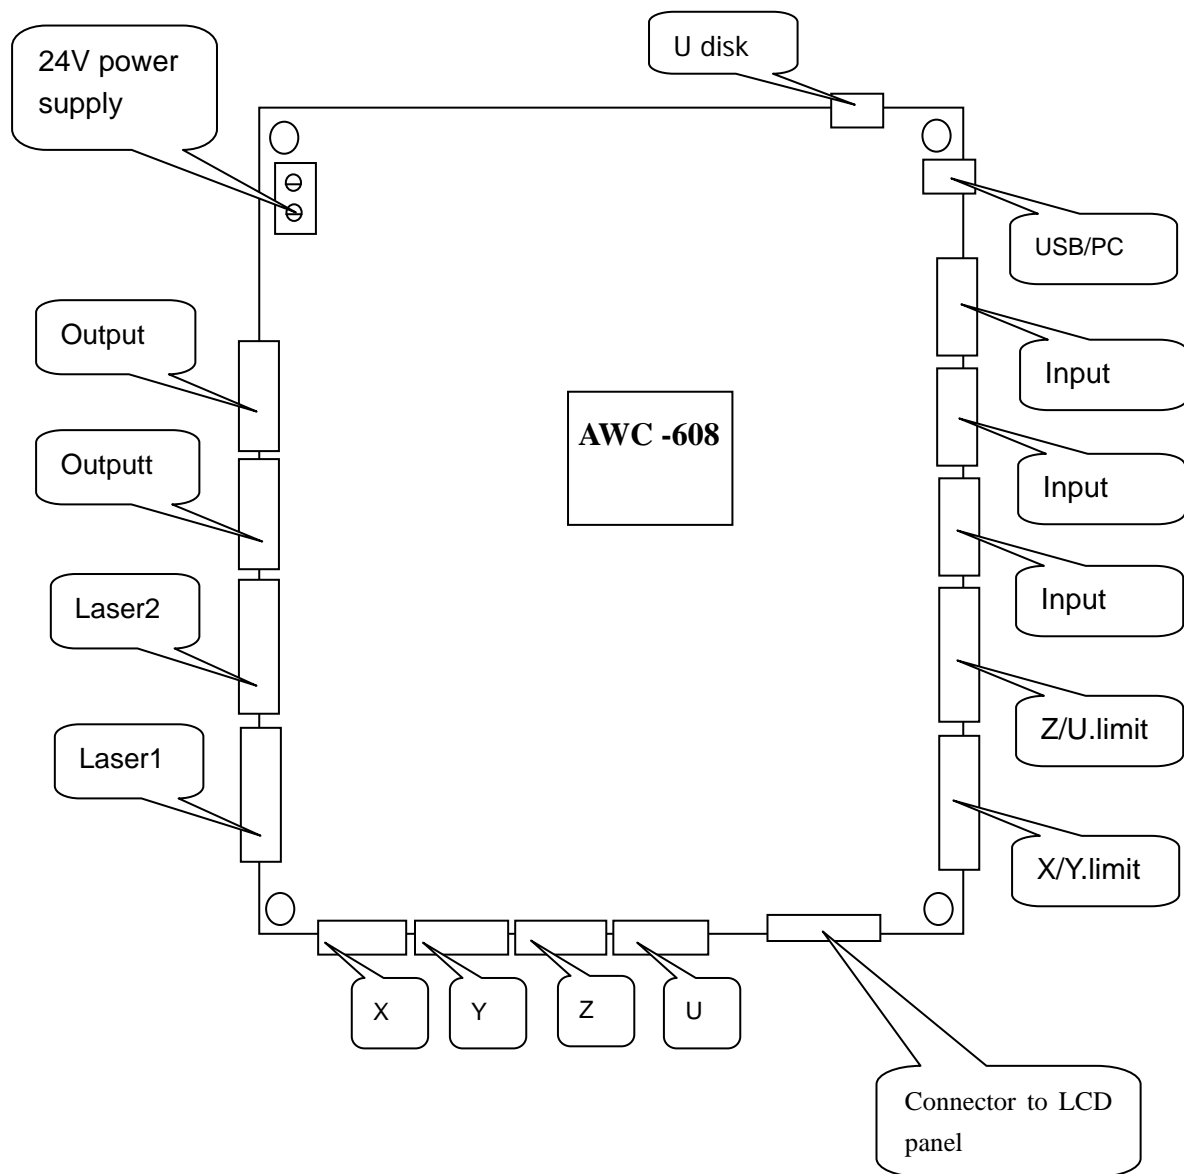 24V power
supply
U disk
USB/PC
Output
Input
AWC -608
Outputt
Input
Laser2
Input
Z/U.limit
Laser1
X/Y.limit
X
Y
Z
U
Connector to LCD
panel